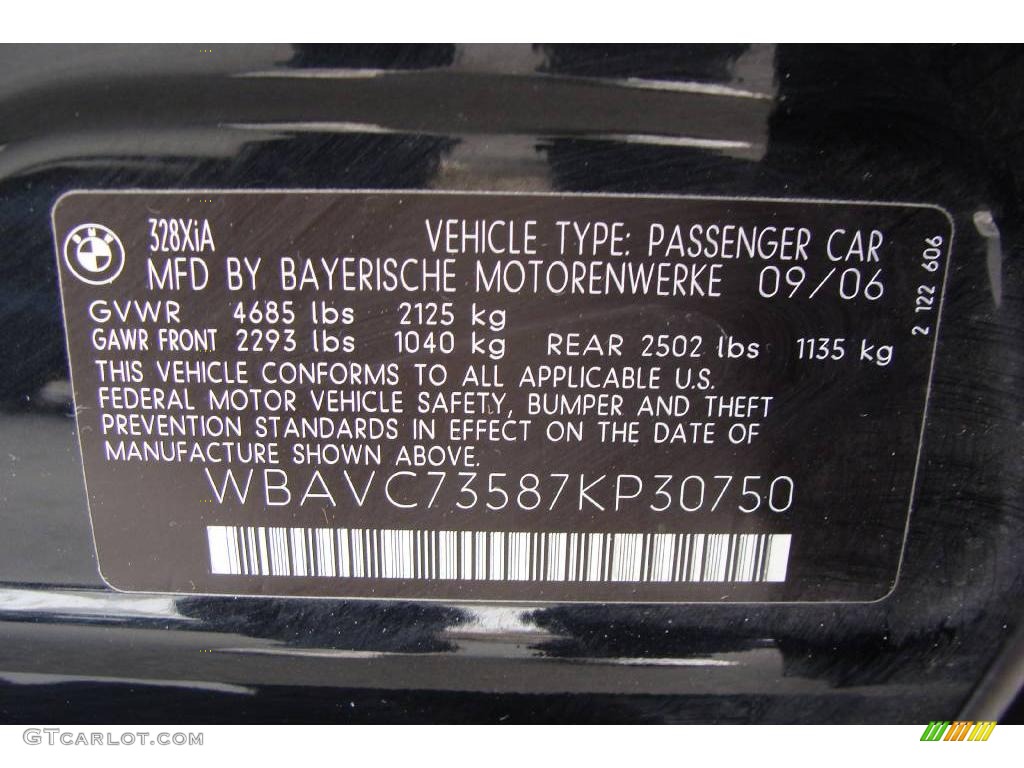 328XiA VEHICLE TYPE: PASSENGER CAR
MFD BY BAYERISCHE MOTORENWERKE 09/06
GVWR 4685 lbs 2125 kg
GAWR FRONT 2293 lbs 1040 kg REAR 2502 lbs 1135 kg
THIS VEHICLE CONFORMS TO ALL APPLICABLE U.S.
FEDERAL MOTOR VEHICLE SAFETY, BUMPER AND THEFT
PREVENTION STANDARDS IN EFFECT ON THE DATE OF
MANUFACTURE SHOWN ABOVE.
WBAVC73587KP30750
2 122 606
GTCARLOT.COM